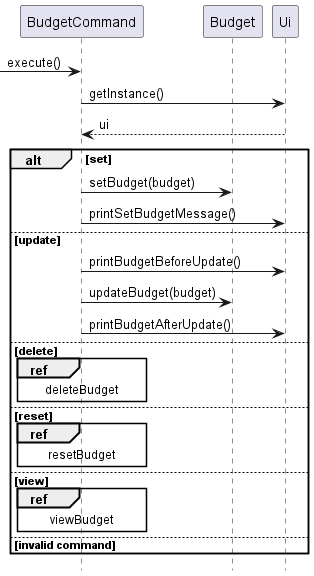 BudgetCommand Budget Ui
execute()
getInstance()
ui
alt [set]
setBudget(budget)
printSetBudgetMessage()
[update]
printBudgetBeforeUpdate()
updateBudget(budget)
printBudgetAfterUpdate()
[delete]
ref
deleteBudget
[reset]
ref
resetBudget
[view]
ref
viewBudget
[invalid command]